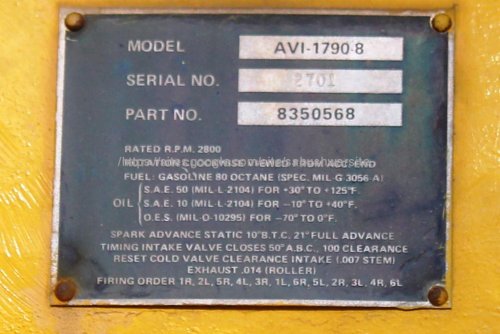 MODEL AVI-1790-8
SERIAL NO. 2701
PART NO. 8350568
RATED R.P.M. 2800
FUEL: GASOLINE 80 OCTANE (SPEC. MIL-G-3056-A)
S.A.E. 50 (MIL-L-2104) FOR +30° TO +125°F.
OIL S.A.E. 10 (MIL-L-2104) FOR -10° TO +40°F.
O.E.S. (MIL-O-10295) FOR -70° TO 0°F.
SPARK ADVANCE STATIC 10° B.T.C. 21° FULL ADVANCE
TIMING INTAKE VALVE CLOSES 50° A.B.C., 100 CLEARANCE
RESET COLD VALVE CLEARANCE INTAKE (.007 STEM)
EXHAUST .014 (ROLLER)
FIRING ORDER 1R, 2L, 5R, 4L, 3R, 1L, 6R, 5L, 2R, 3L, 4R, 6L